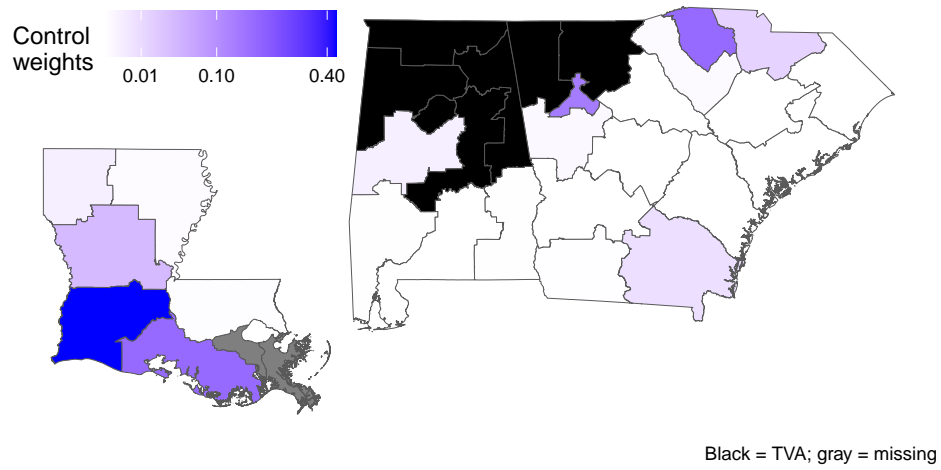 Control
weights
0.01 0.10 0.40
Black = TVA; gray = missing